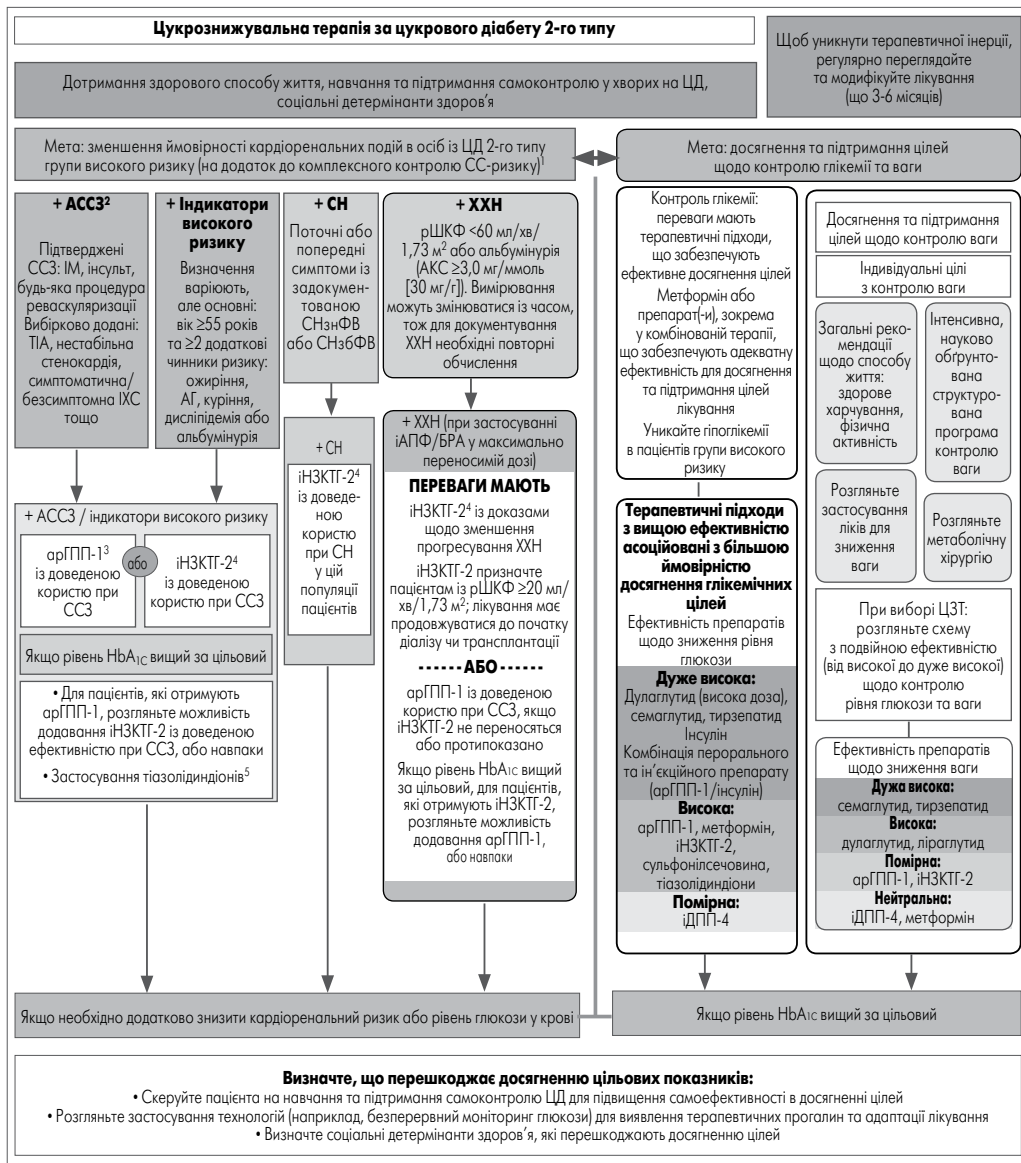 Цукрознижувальна терапія за цукрового діабету 2-го типу
Щоб уникнути терапевтичної інерції,
регулярно переглядайте
та модифікуйте лікування
(що 3-6 місяців)
Дотримання здорового способу життя, навчання та підтримання самоконтролю у хворих на ЦД,
соціальні детермінанти здоров’я
Мета: зменшення ймовірності кардіоренальних подій в осіб із ЦД 2-го типу
групи високого ризику (на додаток до комплексного контролю СС-ризику)¹
Мета: досягнення та підтримання цілей
щодо контролю глікемії та ваги
+ АССЗ²
Підтверджені
ССЗ: ІМ, інсульт,
будь-яка процедура
реваскуляризації
Вибірково додані:
ТІА, нестабільна
стенокардія,
симптоматична/
безсимптомна ІХС
тощо
+ Індикатори
високого
ризику
Визначення
варіюють,
але основні:
вік ≥55 років
та ≥2 додаткові
чинники ризику:
ожиріння,
АГ, куріння,
дисліпідемія або
альбумінурія
+ СН
Поточні або
попередні
симптоми із
задокумен-
тованою
СНзнФВ
або СНзбФВ
+ ХХН
рШКФ <60 мл/хв/
1,73 м² або альбумінурія
(АКС ≥3,0 мг/ммоль
[30 мг/г]). Вимірювання
можуть змінюватися із часом,
тож для документування
ХХН необхідні повторні
обчислення
+ АССЗ / індикатори високого ризику
арГПП-1³
із доведеною
користю при
ССЗ
або
іНЗКТГ-2⁴
із доведеною
користю при ССЗ
Якщо рівень HbA1C вищий за цільовий
• Для пацієнтів, які отримують
арГПП-1, розгляньте можливість
додавання іНЗКТГ-2 із доведеною
ефективністю при ССЗ, або навпаки
• Застосування тіазолідиндіонів⁵
+ СН
іНЗКТГ-2⁴
із доведе-
ною
користю
при СН
у цій
популяції
пацієнтів
+ ХХН (при застосуванні
іАПФ/БРА у максимально
переносимій дозі)
ПЕРЕВАГИ МАЮТЬ
іНЗКТГ-2⁴ із доказами
щодо зменшення
прогресування ХХН
іНЗКТГ-2 призначте
пацієнтам із рШКФ ≥20 мл/
хв/1,73 м²; лікування має
продовжуватися до початку
діалізу чи трансплантації
------АБО------
арГПП-1 із доведеною
користю при ССЗ, якщо
іНЗКТГ-2 не переносяться
або протипоказано
Якщо рівень HbA1C вищий
за цільовий, для пацієнтів,
які отримують іНЗКТГ-2,
розгляньте можливість
додавання арГПП-1,
або навпаки
Контроль глікемії:
переваги мають
терапевтичні підходи,
що забезпечують
ефективне досягнення цілей
Метформін або
препарат(-и), зокрема
у комбінованій терапії,
що забезпечують адекватну
ефективність для досягнення
та підтримання цілей
лікування
Уникайте гіпоглікемії
в пацієнтів групи високого
ризику
Терапевтичні підходи
з вищою ефективністю
асоційовані з більшою
ймовірністю
досягнення глікемічних
цілей
Ефективність препаратів
щодо зниження рівня
глюкози
Дуже висока:
Дулаглутид (висока доза),
семаглутид, тирзепатид
Інсулін
Комбінація перорального
та ін’єкційного препарату
(арГПП-1/інсулін)
Висока:
арГПП-1, метформін,
іНЗКТГ-2,
сульфонілсечовина,
тіазолідиндіони
Помірна:
іДПП-4
Досягнення та підтримання
цілей щодо контролю ваги
Індивідуальні цілі
з контролю ваги
Загальні реко-
мендації
щодо способу
життя:
здорове
харчування,
фізична
активність
Інтенсивна,
науково
обґрунто-
вана
структуро-
вана
програма
контролю
ваги
Розгляньте
застосування
ліків для
зниження
ваги
Розгляньте
метаболічну
хірургію
При виборі ЦЗТ:
розгляньте схему
з подвійною ефективністю
(від високої до дуже високої)
щодо контролю
рівня глюкози та ваги
Ефективність препаратів
щодо зниження ваги
Дужа висока:
семаглутид, тирзепатид
Висока:
дулаглутид, ліраглутид
Помірна:
арГПП-1, іНЗКТГ-2
Нейтральна:
іДПП-4, метформін
Якщо необхідно додатково знизити кардіоренальний ризик або рівень глюкози у крові
Якщо рівень HbA1C вищий за цільовий
Визначте, що перешкоджає досягненню цільових показників:
• Скеруйте пацієнта на навчання та підтримання самоконтролю ЦД для підвищення самоефективності в досягненні цілей
• Розгляньте застосування технологій (наприклад, безперервний моніторинг глюкози) для виявлення терапевтичних прогалин та адаптації лікування
• Визначте соціальні детермінанти здоров’я, які перешкоджають досягненню цілей